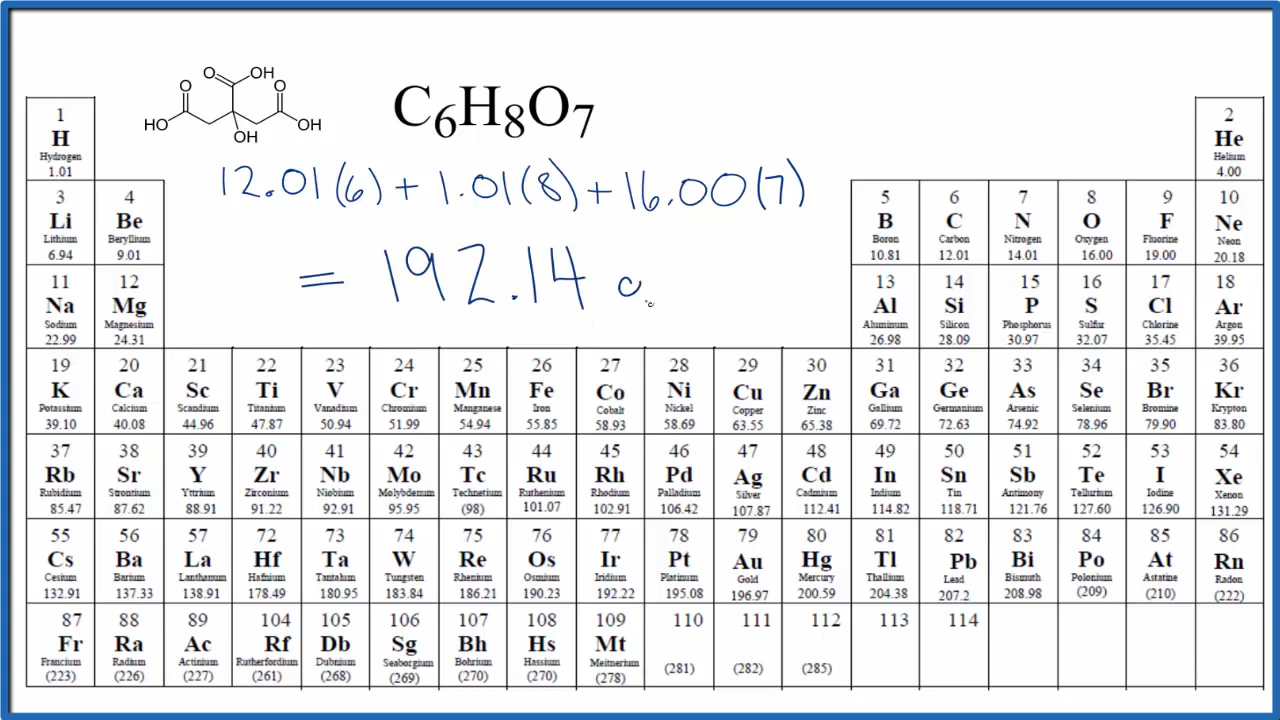 O OH
O O
HO OH OH
C6H8O7
12.01(6) + 1.01(8) + 16.00(7)
= 192.14
1 2
H He
Hydrogen Helium
1.01 4.00
3 4 5 6 7 8 9 10
Li Be B C N O F Ne
Lithium Beryllium Boron Carbon Nitrogen Oxygen Fluorine Neon
6.94 9.01 10.81 12.01 14.01 16.00 19.00 20.18
11 12 13 14 15 16 17 18
Na Mg Al Si P S Cl Ar
Sodium Magnesium Aluminum Silicon Phosphorus Sulfur Chlorine Argon
22.99 24.31 26.98 28.09 30.97 32.07 35.45 39.95
19 20 21 22 23 24 25 26 27 28 29 30 31 32 33 34 35 36
K Ca Sc Ti V Cr Mn Fe Co Ni Cu Zn Ga Ge As Se Br Kr
Potassium Calcium Scandium Titanium Vanadium Chromium Manganese Iron Cobalt Nickel Copper Zinc Gallium Germanium Arsenic Selenium Bromine Krypton
39.10 40.08 44.96 47.87 50.94 51.99 54.94 55.85 58.93 58.69 63.55 65.38 69.72 72.63 74.92 78.96 79.90 83.80
37 38 39 40 41 42 43 44 45 46 47 48 49 50 51 52 53 54
Rb Sr Y Zr Nb Mo Tc Ru Rh Pd Ag Cd In Sn Sb Te I Xe
Rubidium Strontium Yttrium Zirconium Niobium Molybdenum Technetium Ruthenium Rhodium Palladium Silver Cadmium Indium Tin Antimony Tellurium Iodine Xenon
85.47 87.62 88.91 91.22 92.91 95.95 (98) 101.07 102.91 106.42 107.87 112.41 114.82 118.71 121.76 127.60 126.90 131.29
55 56 57 72 73 74 75 76 77 78 79 80 81 82 83 84 85 86
Cs Ba La Hf Ta W Re Os Ir Pt Au Hg Tl Pb Bi Po At Rn
Cesium Barium Lanthanum Hafnium Tantalum Tungsten Rhenium Osmium Iridium Platinum Gold Mercury Thallium Lead Bismuth Polonium Astatine Radon
132.91 137.33 138.91 178.49 180.95 183.84 186.21 190.23 192.22 195.08 196.97 200.59 204.38 207.2 208.98 (209) (210) (222)
87 88 89 104 105 106 107 108 109 110 111 112 113 114
Fr Ra Ac Rf Db Sg Bh Hs Mt
Francium Radium Actinium Rutherfordium Dubnium Seaborgium Bohrium Hassium Meitnerium
(223) (226) (227) (261) (268) (269) (270) (270) (278) (281) (282) (285)